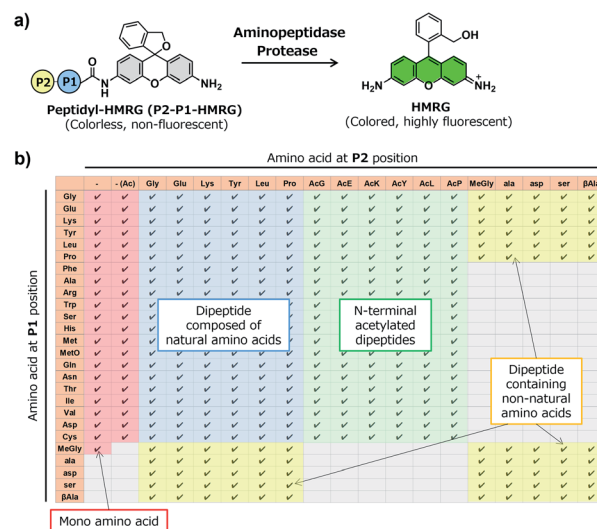 a)
Aminopeptidase
Protease
O
OH
P2 P1
O
N
H
O
NH₂
H₂N
O
NH₂
+
Peptidyl-HMRG (P2-P1-HMRG)
(Colorless, non-fluorescent)
HMRG
(Colored, highly fluorescent)
b)
Amino acid at P2 position
- - (Ac) Gly Glu Lys Tyr Leu Pro AcG AcE AcK AcY AcL AcP MeGly ala asp ser βAla
Amino acid at P1 position
Gly
Glu
Lys
Tyr
Leu
Pro
Phe
Ala
Arg
Trp
Ser
His
Met
MetO
Gln
Asn
Thr
Ile
Val
Asp
Cys
MeGly
ala
asp
ser
βAla
Dipeptide
composed of
natural amino acids
N-terminal
acetylated
dipeptides
Dipeptide
containing
non-natural
amino acids
Mono amino acid